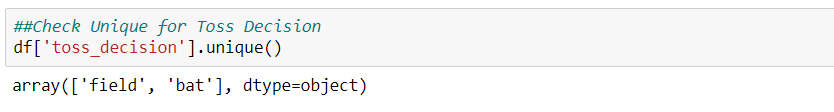 ##Check Unique for Toss Decision
df['toss_decision'].unique()
array(['field', 'bat'], dtype=object)